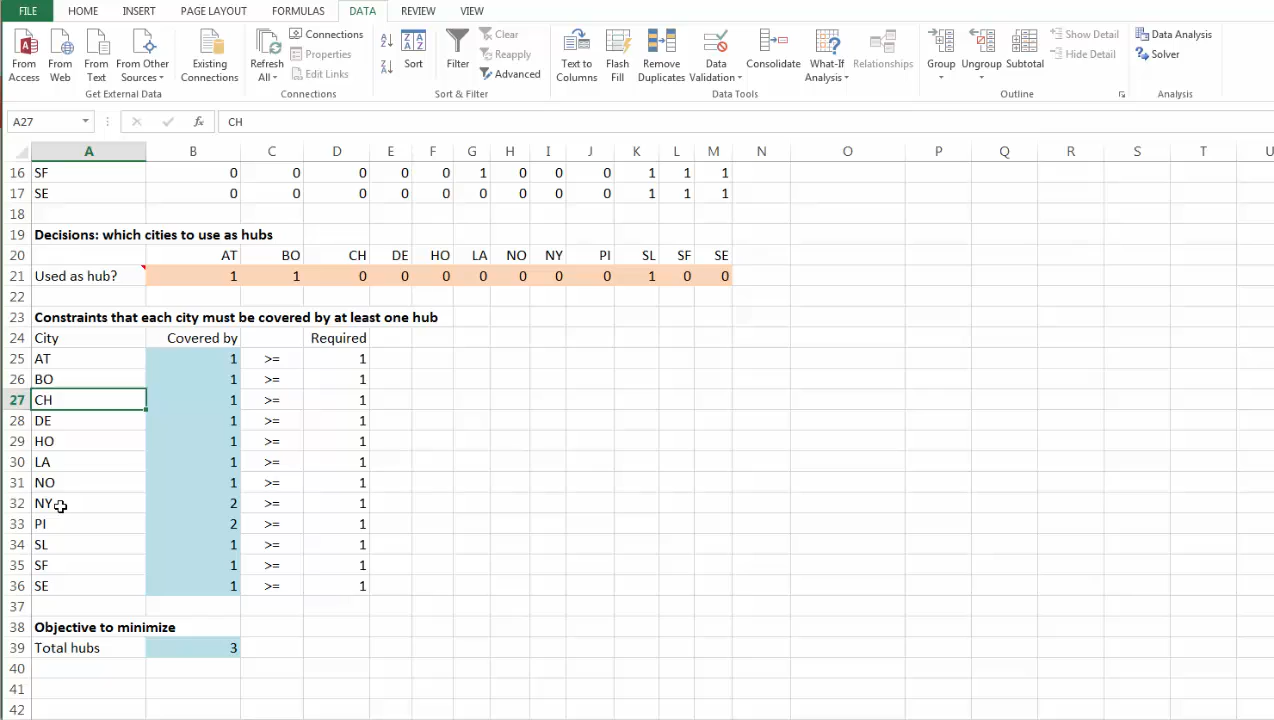 FILE HOME INSERT PAGE LAYOUT FORMULAS DATA REVIEW VIEW
From Access From Web From Text From Other Sources Existing Connections Refresh All Connections Properties Edit Links Sort Filter Clear Reapply Advanced Text to Columns Flash Fill Remove Duplicates Data Validation Consolidate What-If Analysis Relationships Group Ungroup Subtotal Show Detail Hide Detail Data Analysis Solver
Get External Data Connections Sort & Filter Data Tools Outline Analysis
A27 fx CH
A B C D E F G H I J K L M N O P Q R S T U
16 SF 0 0 0 0 0 1 0 0 0 1 1 1
17 SE 0 0 0 0 0 0 0 0 0 1 1 1
18
19 Decisions: which cities to use as hubs
20 AT BO CH DE HO LA NO NY PI SL SF SE
21 Used as hub? 1 1 0 0 0 0 0 0 0 1 0 0
22
23 Constraints that each city must be covered by at least one hub
24 City Covered by Required
25 AT 1 >= 1
26 BO 1 >= 1
27 CH 1 >= 1
28 DE 1 >= 1
29 HO 1 >= 1
30 LA 1 >= 1
31 NO 1 >= 1
32 NY 2 >= 1
33 PI 2 >= 1
34 SL 1 >= 1
35 SF 1 >= 1
36 SE 1 >= 1
37
38 Objective to minimize
39 Total hubs 3
40
41
42